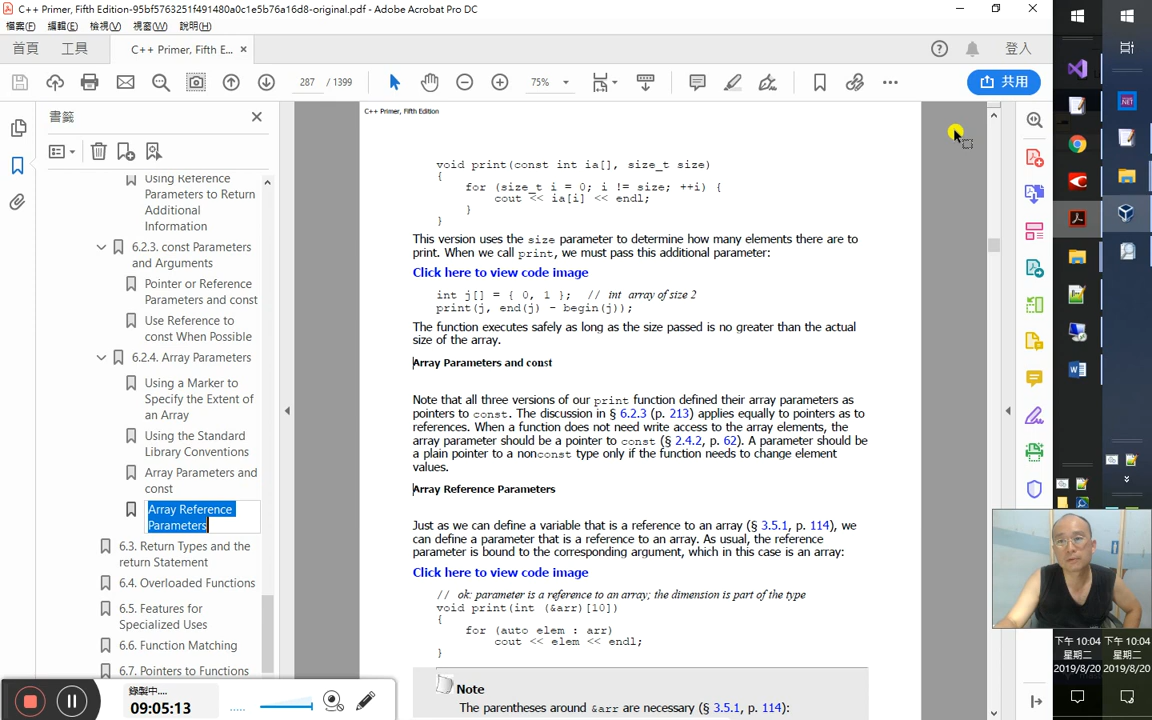 C++ Primer, Fifth Edition-95bf5763251f491480a0c1e5b76a16d8-original.pdf - Adobe Acrobat Pro DC
檔案(F) 編輯(E) 檢視(V) 視窗(W) 說明(H)
首頁 工具 C++ Primer, Fifth E... × 登入
287 / 1399 75% 共用
書籤
Using Reference
Parameters to Return
Additional
Information
6.2.3. const Parameters
and Arguments
Pointer or Reference
Parameters and const
Use Reference to
const When Possible
6.2.4. Array Parameters
Using a Marker to
Specify the Extent of
an Array
Using the Standard
Library Conventions
Array Parameters and
const
Array Reference
Parameters
6.3. Return Types and the
return Statement
6.4. Overloaded Functions
6.5. Features for
Specialized Uses
6.6. Function Matching
6.7. Pointers to Functions
C++ Primer, Fifth Edition
void print(const int ia[], size_t size)
{
for (size_t i = 0; i != size; ++i) {
cout << ia[i] << endl;
}
}
This version uses the size parameter to determine how many elements there are to
print. When we call print, we must pass this additional parameter:
Click here to view code image
int j[] = { 0, 1 }; // int array of size 2
print(j, end(j) - begin(j));
The function executes safely as long as the size passed is no greater than the actual
size of the array.
Array Parameters and const
Note that all three versions of our print function defined their array parameters as
pointers to const. The discussion in § 6.2.3 (p. 213) applies equally to pointers as to
references. When a function does not need write access to the array elements, the
array parameter should be a pointer to const (§ 2.4.2, p. 62). A parameter should be
a plain pointer to a nonconst type only if the function needs to change element
values.
Array Reference Parameters
Just as we can define a variable that is a reference to an array (§ 3.5.1, p. 114), we
can define a parameter that is a reference to an array. As usual, the reference
parameter is bound to the corresponding argument, which in this case is an array:
Click here to view code image
// ok: parameter is a reference to an array; the dimension is part of the type
void print(int (&arr)[10])
{
for (auto elem : arr)
cout << elem << endl;
}
Note
The parentheses around &arr are necessary (§ 3.5.1, p. 114):
錄製中....
09:05:13
下午 10:04 下午 10:04
星期二 星期二
2019/8/20 2019/8/20